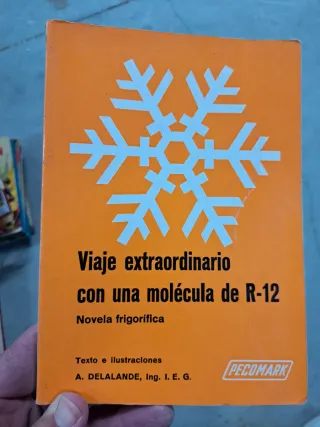 Viaje extraordinario
con una molécula de R-12
Novela frigorífica
Texto e ilustraciones
A. DELALANDE, Ing. I. E. G.
PECOMARK